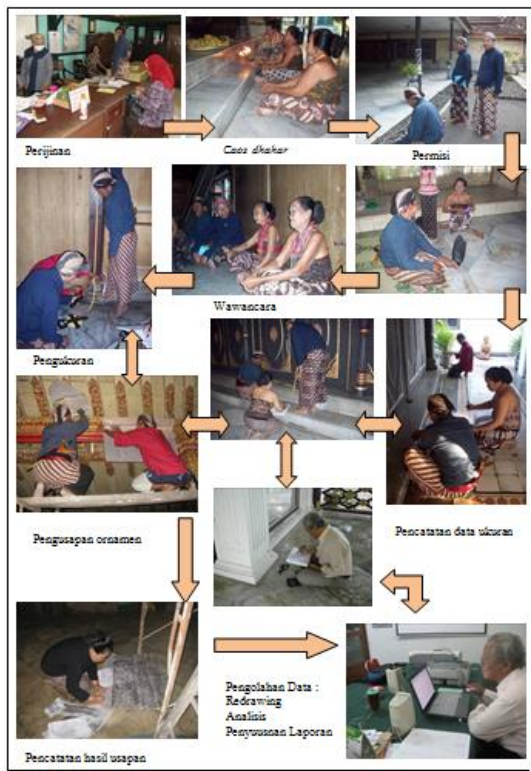 Perijinan
Caos dhahar
Permisi
Wawancara
Pengukuran
Pengusapan ornamen
Pencatatan data ukuran
Pengolahan Data :
Redrawing
Analisis
Penyuusnan Laporan
Pencatatan hasil usapan